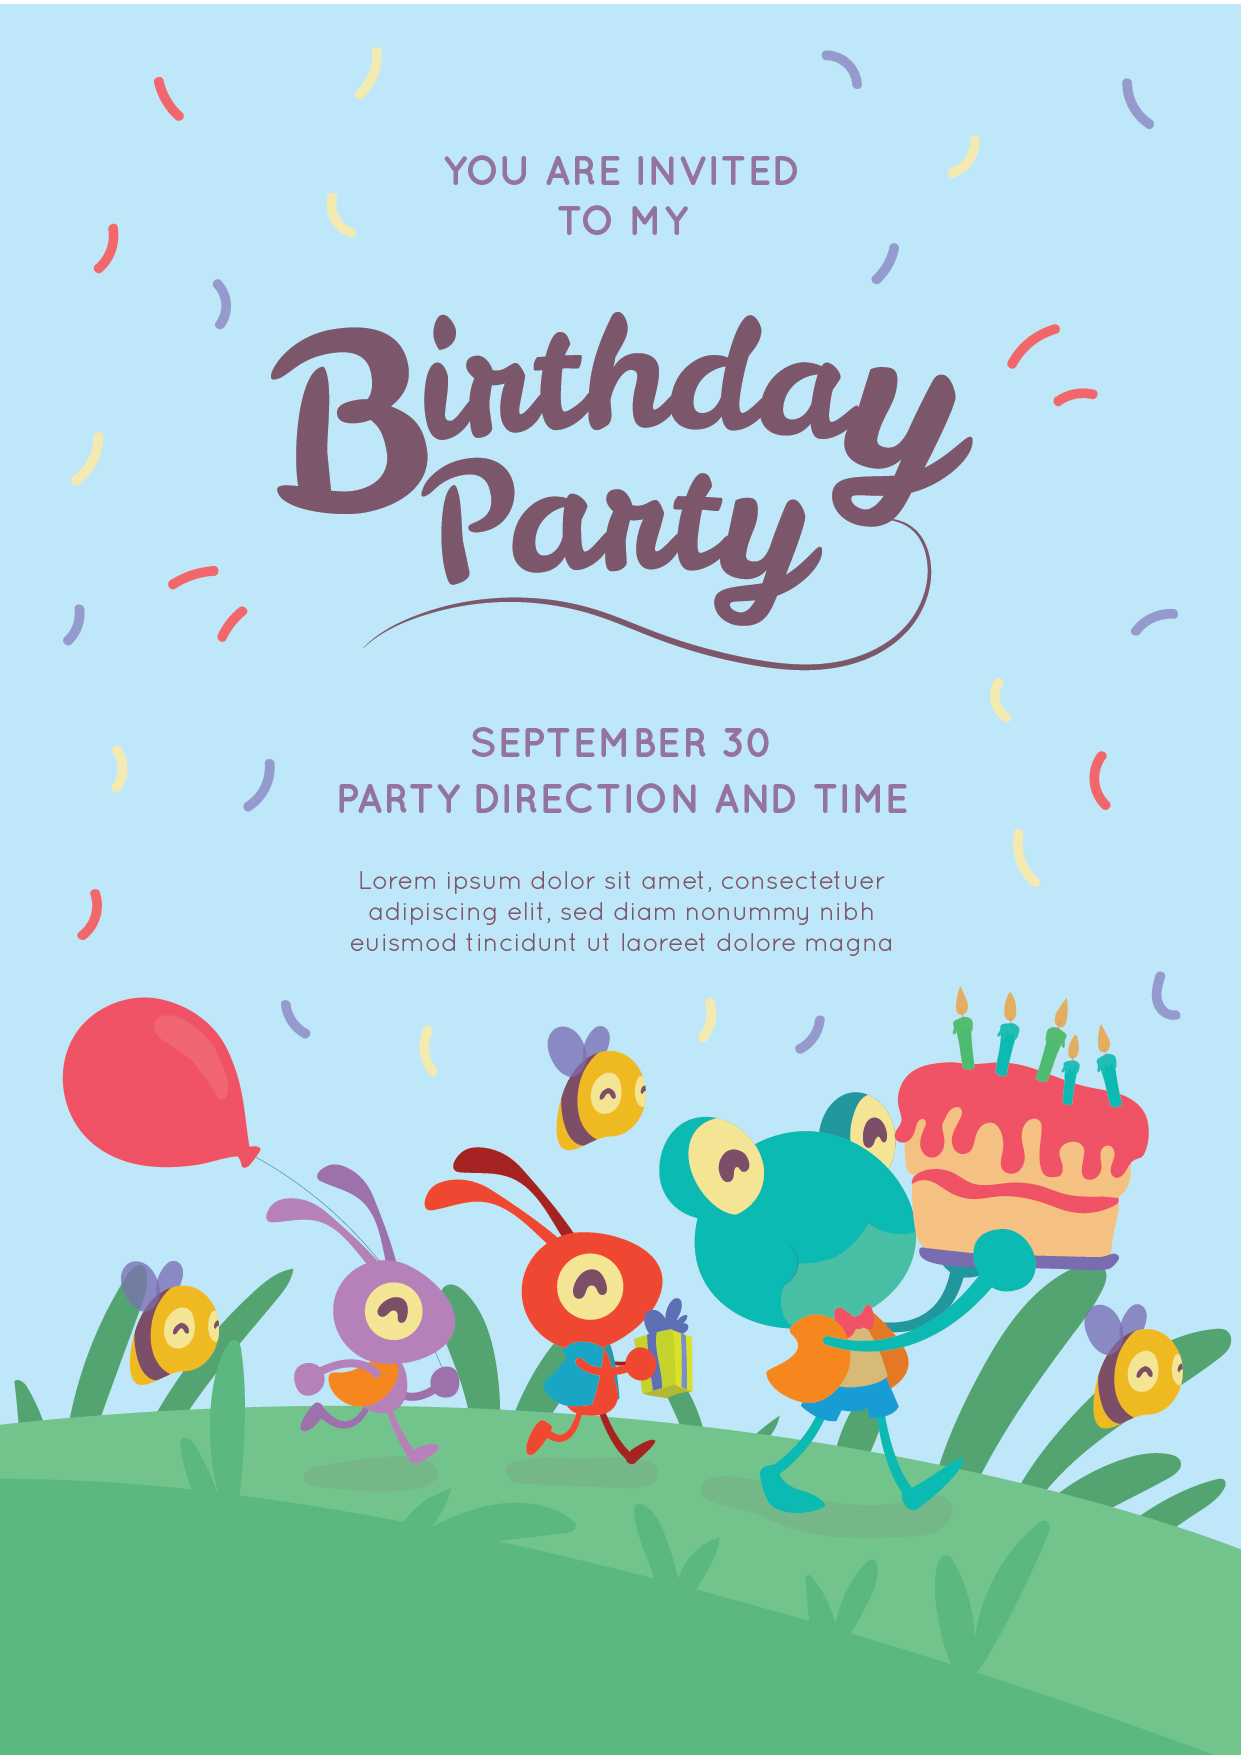 YOU ARE INVITED
TO MY
Birthday
Party
SEPTEMBER 30
PARTY DIRECTION AND TIME
Lorem ipsum dolor sit amet, consectetuer
adipiscing elit, sed diam nonummy nibh
euismod tincidunt ut laoreet dolore magna